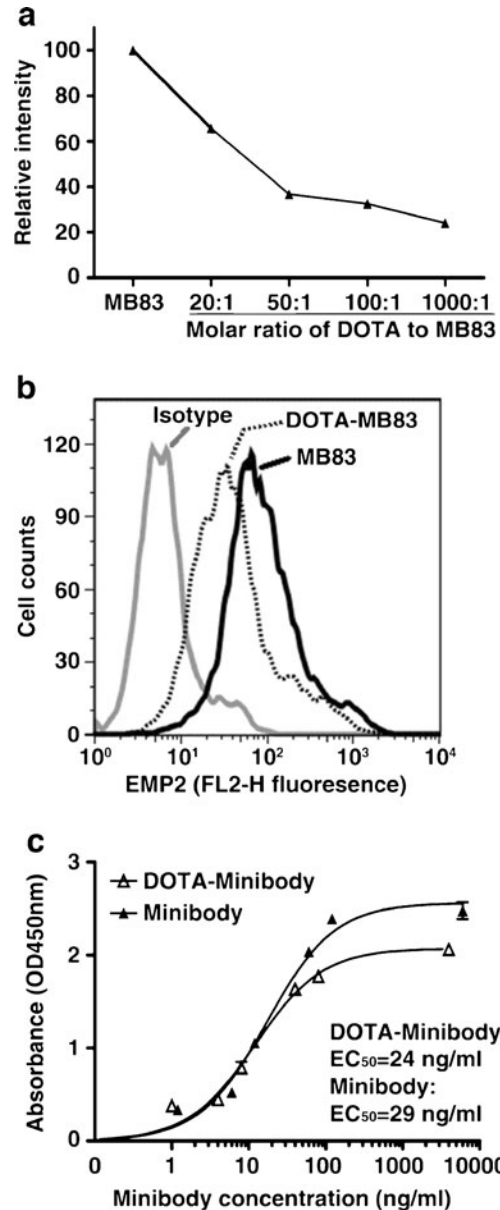 a
Relative intensity
100
80
60
40
20
0
MB83
20:1
50:1
100:1
1000:1
Molar ratio of DOTA to MB83
b
Isotype
DOTA-MB83
MB83
Cell counts
120
90
60
30
0
10⁰
10¹
10²
10³
10⁴
EMP2 (FL2-H fluoresence)
c
DOTA-Minibody
Minibody
Absorbance (OD450nm)
3
2
1
0
DOTA-Minibody
EC₅₀=24 ng/ml
Minibody:
EC₅₀=29 ng/ml
0
1
10
100
1000
10000
Minibody concentration (ng/ml)